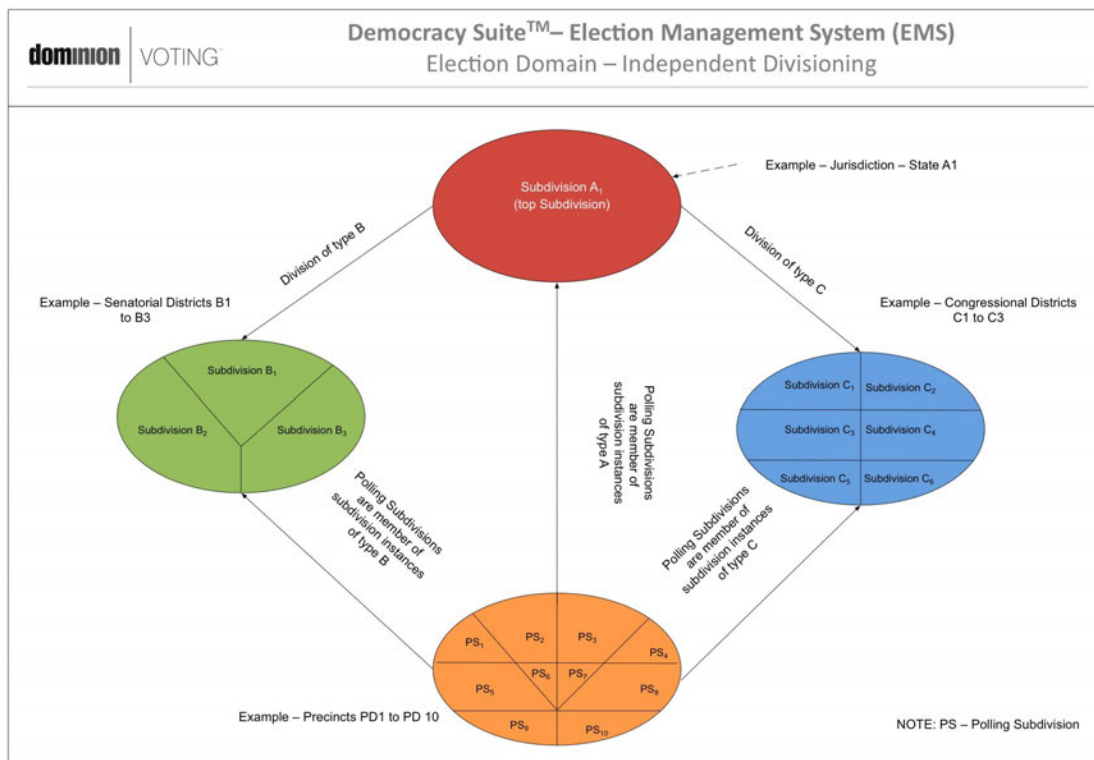 dominion VOTING™
Democracy Suite™– Election Management System (EMS)
Election Domain – Independent Divisioning
Subdivision A₁
(top Subdivision)
Example – Jurisdiction – State A1
Division of type B
Division of type C
Example – Senatorial Districts B1
to B3
Example – Congressional Districts
C1 to C3
Subdivision B₁
Subdivision B₂
Subdivision B₃
Subdivision C₁
Subdivision C₂
Subdivision C₃
Subdivision C₄
Subdivision C₅
Subdivision C₆
Polling Subdivisions
are member of
subdivision instances
of type B
Polling Subdivisions
are member of
subdivision instances
of type A
Polling Subdivisions
are member of
subdivision instances
of type C
PS₁
PS₂
PS₃
PS₄
PS₅
PS₆
PS₇
PS₈
PS₉
PS₁₀
Example – Precincts PD1 to PD 10
NOTE: PS – Polling Subdivision